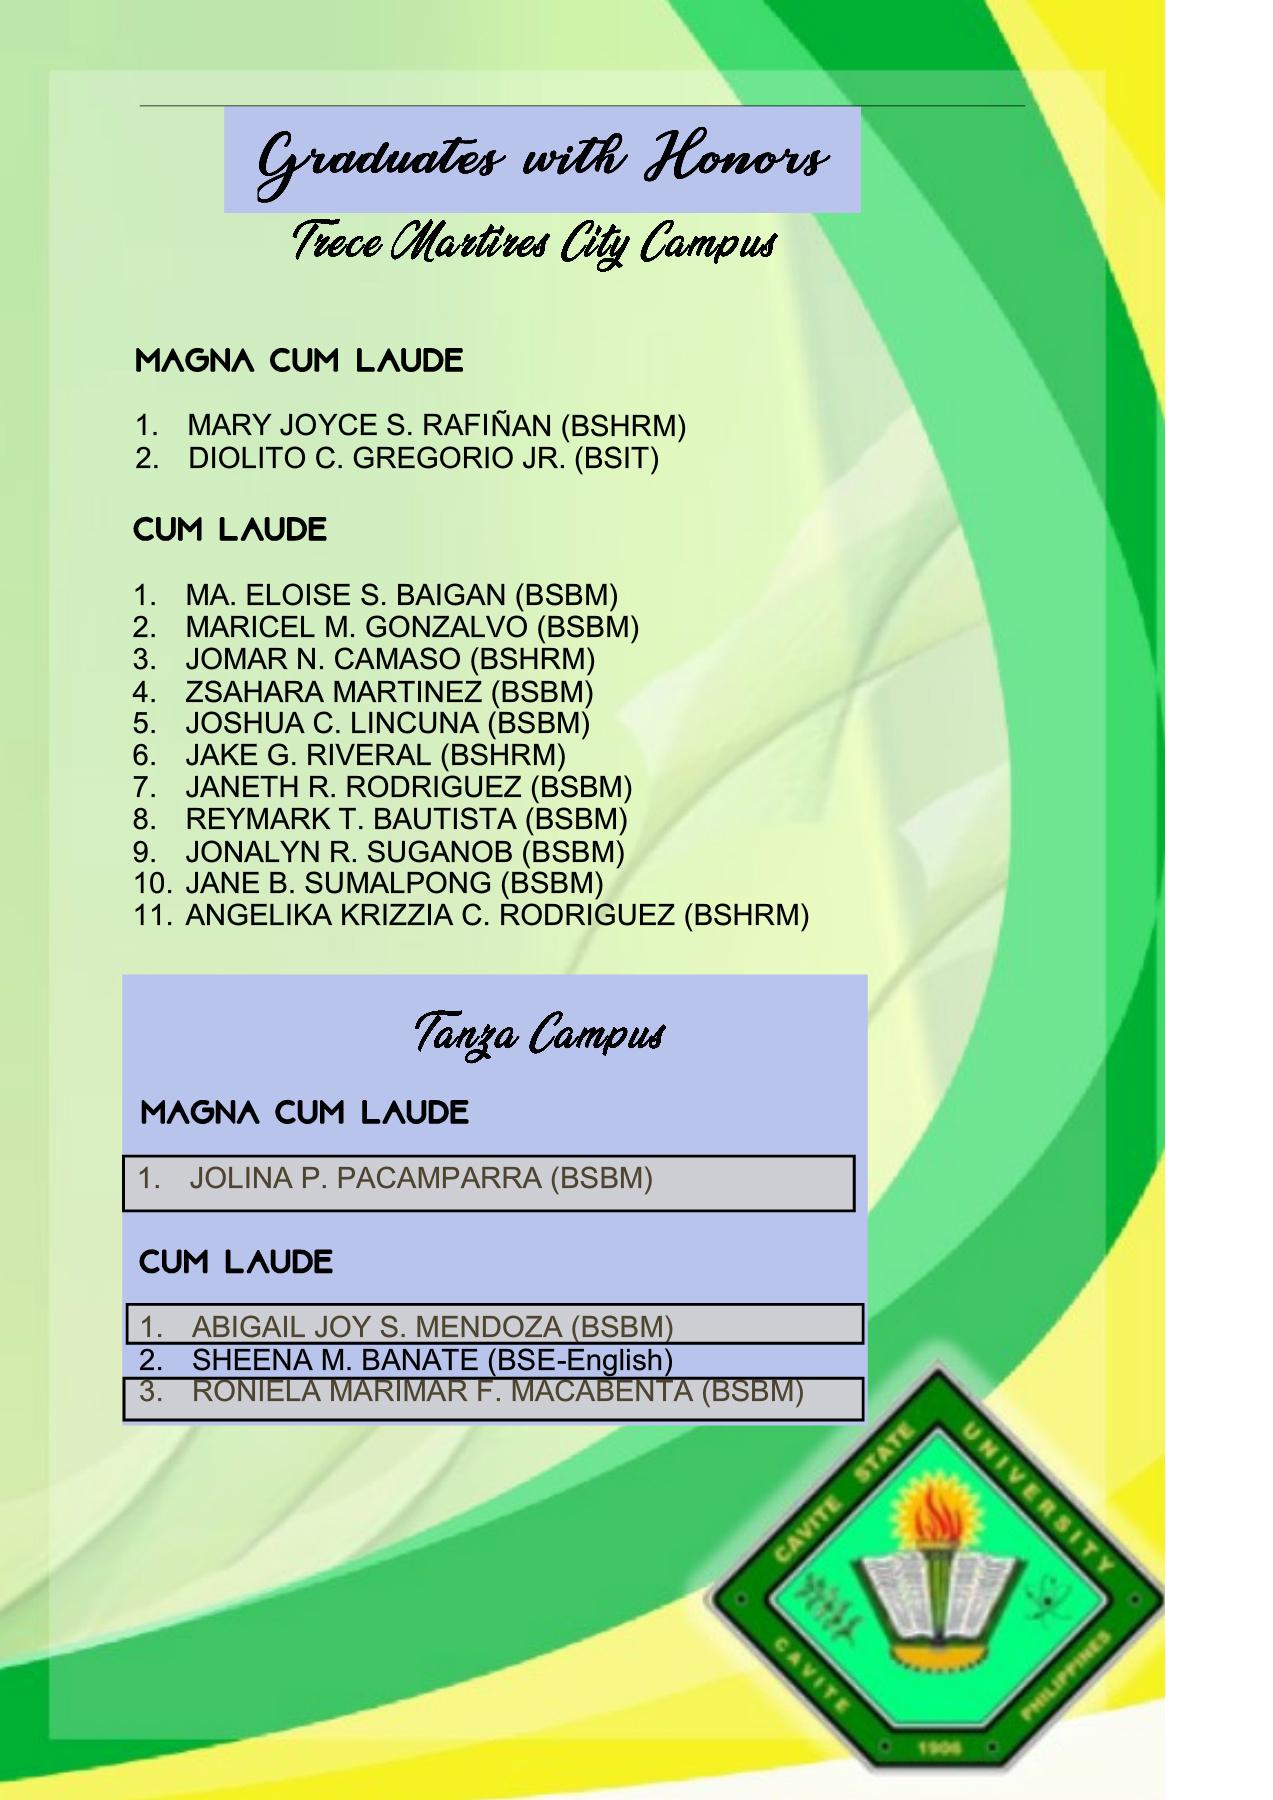 Graduates with Honors
Trece Martires City Campus
MAGNA CUM LAUDE
1. MARY JOYCE S. RAFIÑAN (BSHRM)
2. DIOLITO C. GREGORIO JR. (BSIT)
CUM LAUDE
1. MA. ELOISE S. BAIGAN (BSBM)
2. MARICEL M. GONZALVO (BSBM)
3. JOMAR N. CAMASO (BSHRM)
4. ZSAHARA MARTINEZ (BSBM)
5. JOSHUA C. LINCUNA (BSBM)
6. JAKE G. RIVERAL (BSHRM)
7. JANETH R. RODRIGUEZ (BSBM)
8. REYMARK T. BAUTISTA (BSBM)
9. JONALYN R. SUGANOB (BSBM)
10. JANE B. SUMALPONG (BSBM)
11. ANGELIKA KRIZZIA C. RODRIGUEZ (BSHRM)
Tanza Campus
MAGNA CUM LAUDE
1. JOLINA P. PACAMPARRA (BSBM)
CUM LAUDE
1. ABIGAIL JOY S. MENDOZA (BSBM)
2. SHEENA M. BANATE (BSE-English)
3. RONIELA MARIMAR F. MACABENTA (BSBM)
CAVITE STATE UNIVERSITY
CAVITE PHILIPPINES
1906